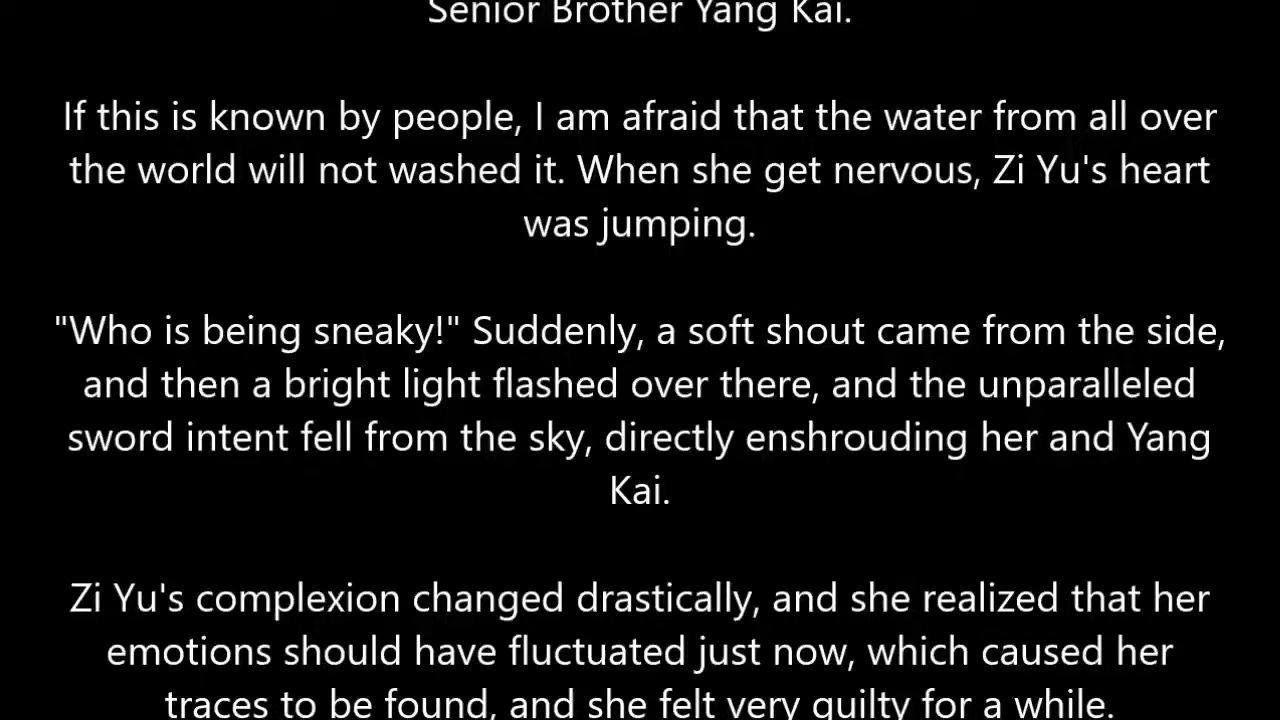 Senior Brother Yang Kai.
If this is known by people, I am afraid that the water from all over
the world will not washed it. When she get nervous, Zi Yu's heart
was jumping.
"Who is being sneaky!" Suddenly, a soft shout came from the side,
and then a bright light flashed over there, and the unparalleled
sword intent fell from the sky, directly enshrouding her and Yang
Kai.
Zi Yu's complexion changed drastically, and she realized that her
emotions should have fluctuated just now, which caused her
traces to be found, and she felt very guilty for a while.